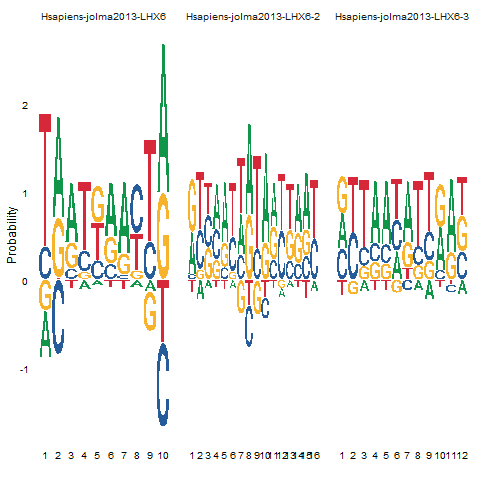 Hsapiens-jolma2013-LHX6 Hsapiens-jolma2013-LHX6-2 Hsapiens-jolma2013-LHX6-3
Probability
2
1
0
-1
1 2 3 4 5 6 7 8 9 10
1 2 3 4 5 6 7 8 9 10 11 12 13 14 15 16
1 2 3 4 5 6 7 8 9 10 11 12